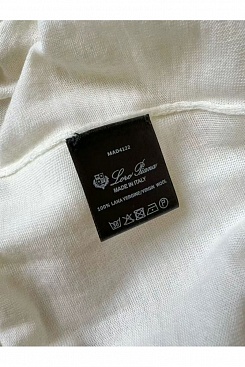 MAD4122
Loro Piana
MADE IN ITALY
100% LANA VERGINE/VIRGIN WOOL